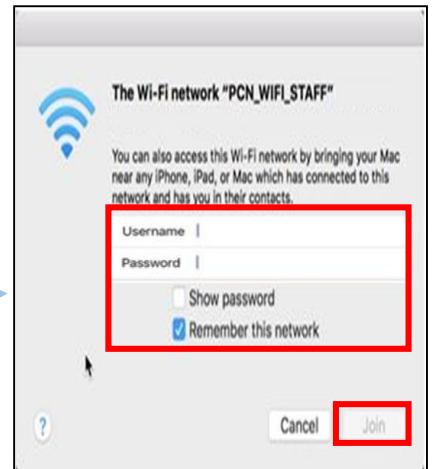 The Wi-Fi network “PCN_WIFI_STAFF”
You can also access this Wi-Fi network by bringing your Mac
near any iPhone, iPad, or Mac which has connected to this
network and has you in their contacts.
Username
Password
Show password
Remember this network
? Cancel Join